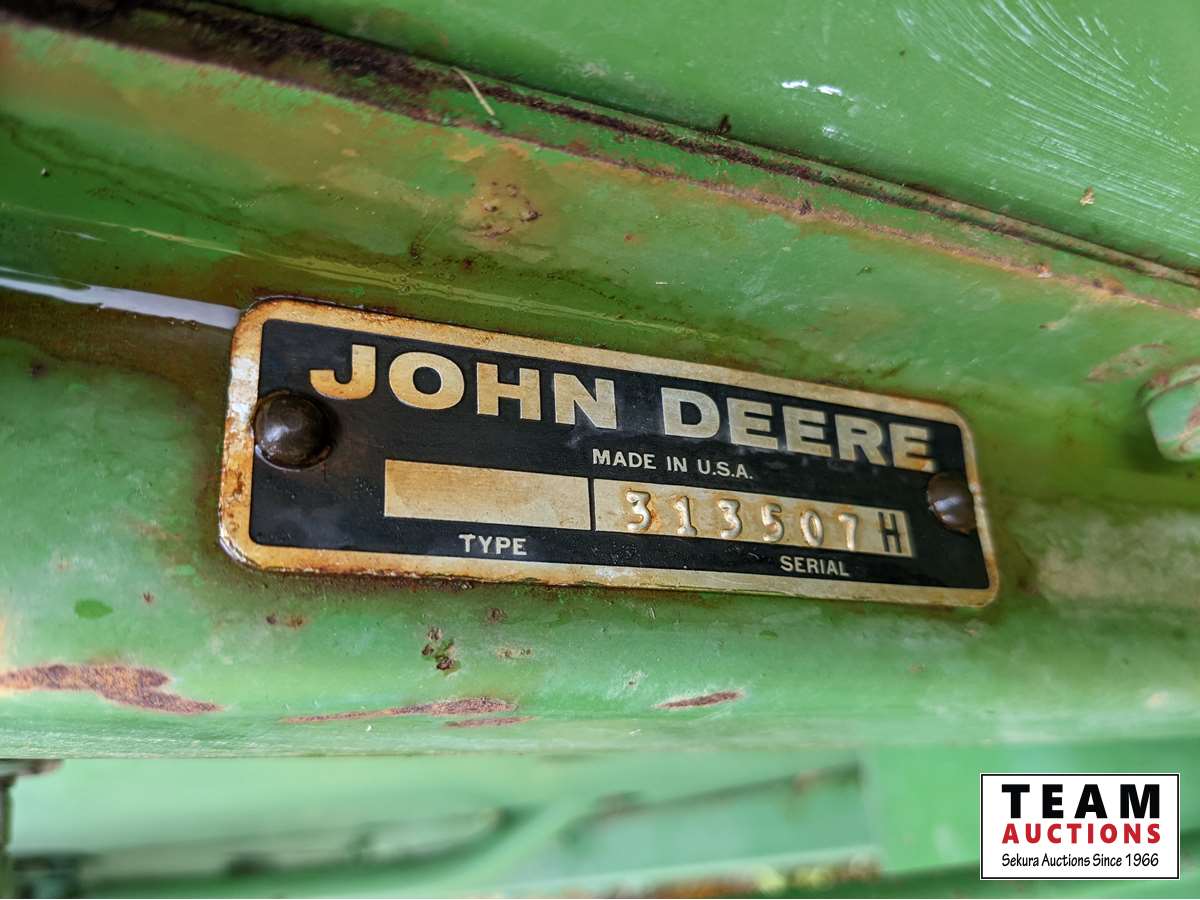 JOHN DEERE
MADE IN U.S.A.
313507H
TYPE
SERIAL
TEAM
AUCTIONS
Sekura Auctions Since 1966